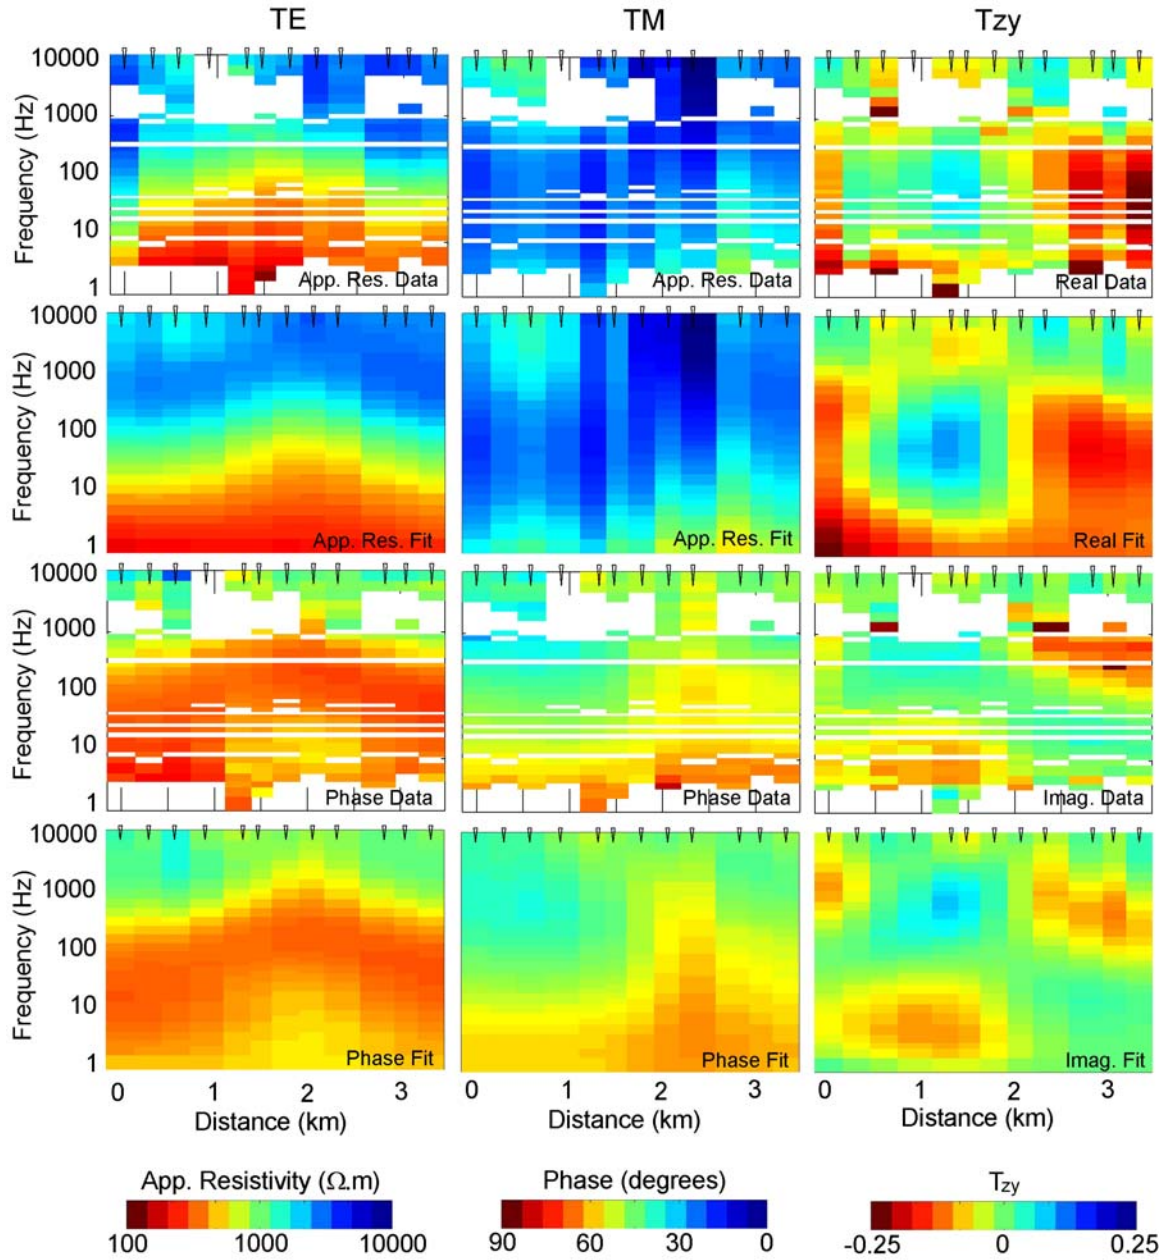 TE TM Tzy
10000
1000
100
10
1
Frequency (Hz)
App. Res. Data App. Res. Data Real Data
10000
1000
100
10
1
Frequency (Hz)
App. Res. Fit App. Res. Fit Real Fit
10000
1000
100
10
1
Frequency (Hz)
Phase Data Phase Data Imag. Data
10000
1000
100
10
1
Frequency (Hz)
Phase Fit Phase Fit Imag. Fit
0 1 2 3 0 1 2 3 0 1 2 3
Distance (km) Distance (km) Distance (km)
App. Resistivity (Ω.m) Phase (degrees) Tzy
100 1000 10000 90 60 30 0 -0.25 0 0.25